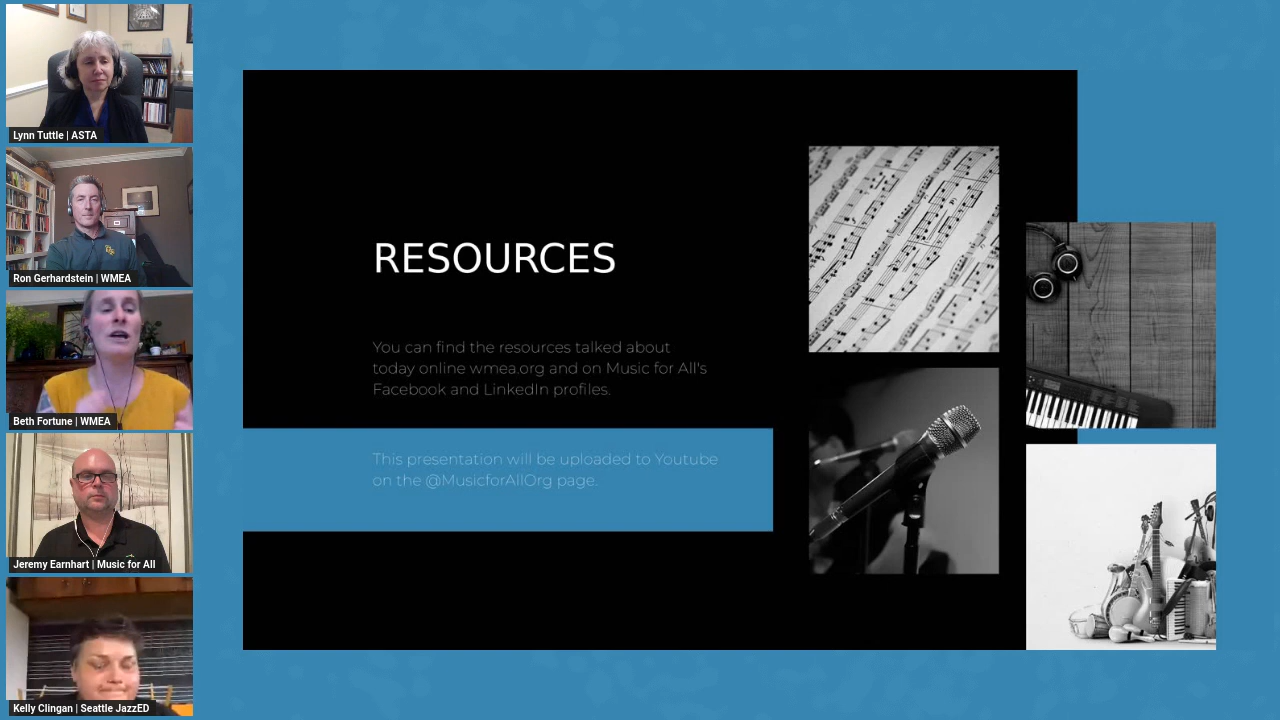 Lynn Tuttle | ASTA
Ron Gerhardstein | WMEA
Beth Fortune | WMEA
Jeremy Earnhart | Music for All
Kelly Clingan | Seattle JazzED
RESOURCES
You can find the resources talked about
today online wmea.org and on Music for All's
Facebook and LinkedIn profiles.
This presentation will be uploaded to Youtube
on the @MusicforAllOrg page.